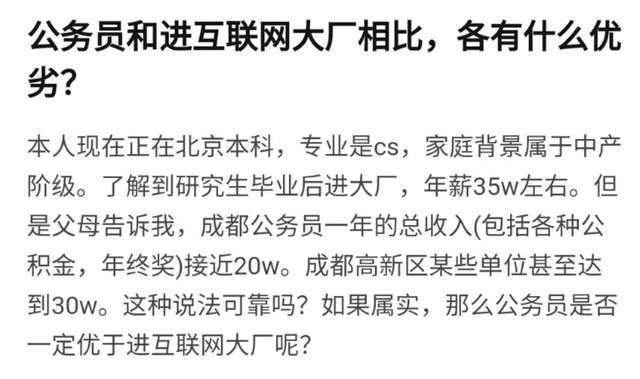 公务员和进互联网大厂相比，各有什么优
劣？
本人现在正在北京本科，专业是cs，家庭背景属于中产
阶级。了解到研究生毕业后进大厂，年薪35w左右。但
是父母告诉我，成都公务员一年的总收入(包括各种公
积金，年终奖)接近20w。成都高新区某些单位甚至达
到30w。这种说法可靠吗？如果属实，那么公务员是否
一定优于进互联网大厂呢？